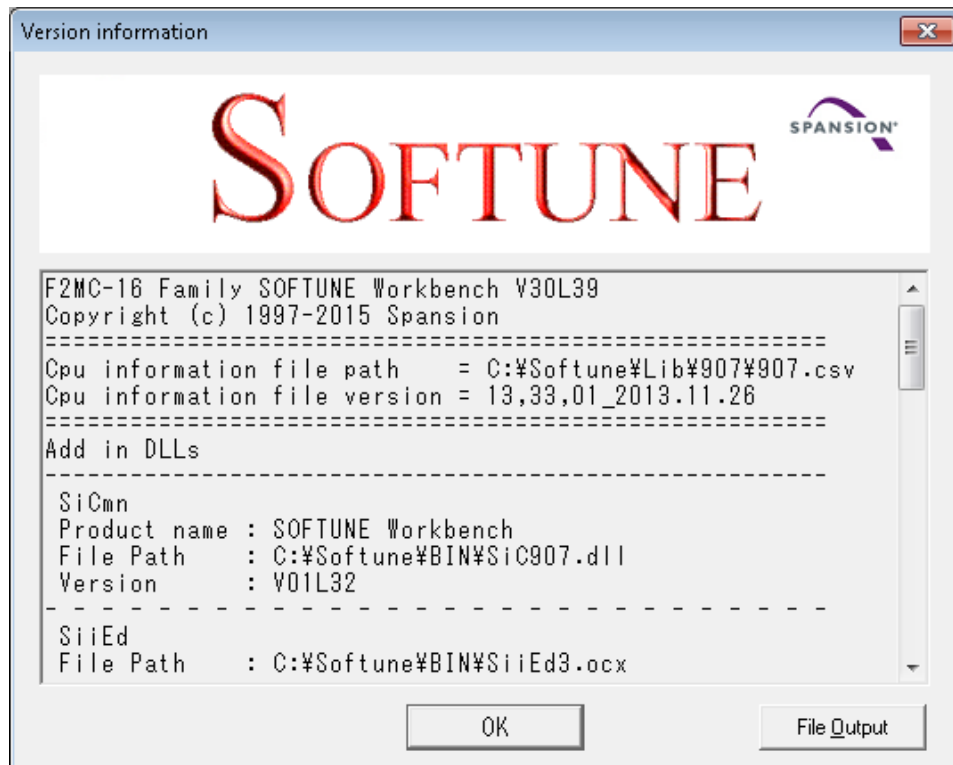 Version information
SOFTUNE
SPANSION®
F2MC-16 Family SOFTUNE Workbench V30L39
Copyright (c) 1997-2015 Spansion
=======================================================
Cpu information file path    = C:¥Softune¥Lib¥907¥907.csv
Cpu information file version = 13,33,01_2013.11.26
=======================================================
Add in DLLs
-------------------------------------------------------
SiCmn
Product name : SOFTUNE Workbench
File Path    : C:¥Softune¥BIN¥SiC907.dll
Version      : V01L32
- - - - - - - - - - - - - - - - - - - - - - - - - - - -
SiiEd
File Path    : C:¥Softune¥BIN¥SiiEd3.ocx
OK
File Output